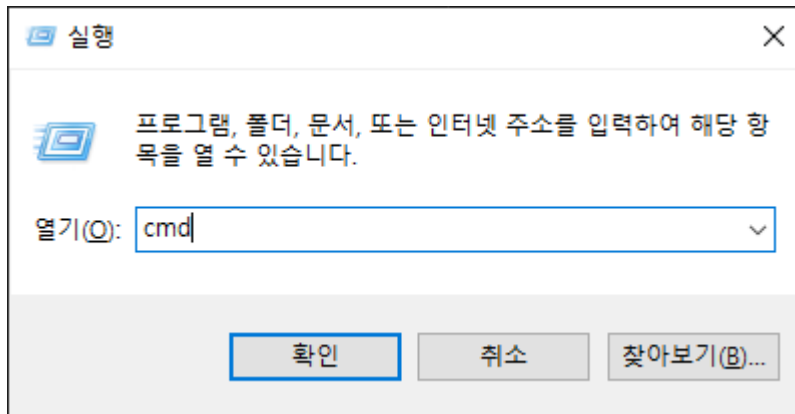 실행
프로그램, 폴더, 문서, 또는 인터넷 주소를 입력하여 해당 항
목을 열 수 있습니다.
열기(O): cmd
확인 취소 찾아보기(B)...